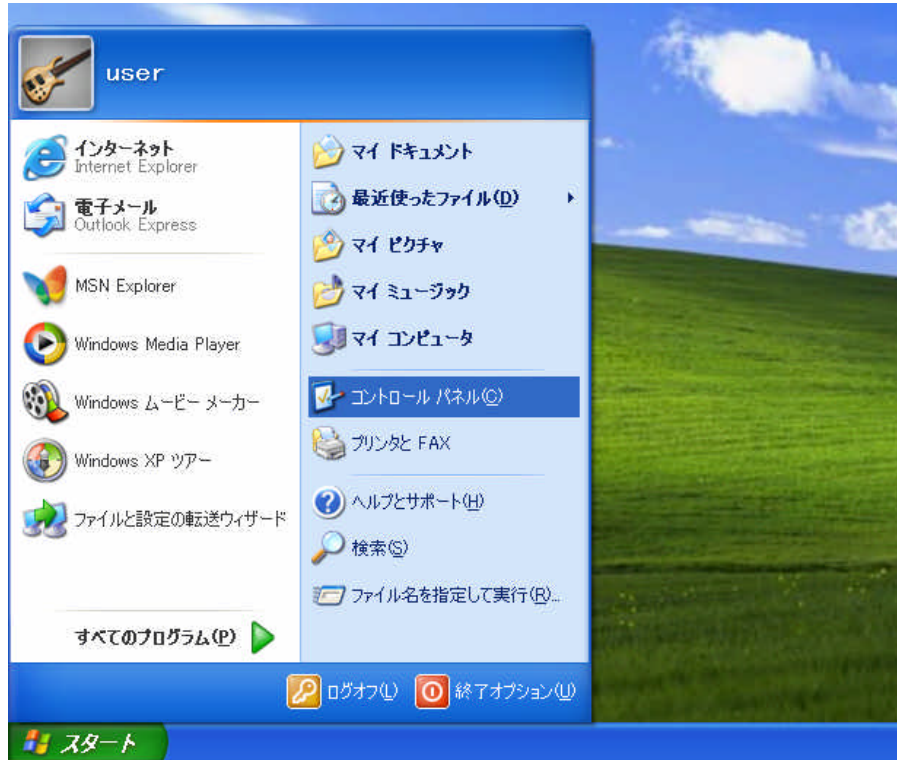 user
インターネット
Internet Explorer
電子メール
Outlook Express
MSN Explorer
Windows Media Player
Windows ムービー メーカー
Windows XP ツアー
ファイルと設定の転送ウィザード
すべてのプログラム(P)
マイ ドキュメント
最近使ったファイル(D)
マイ ピクチャ
マイ ミュージック
マイ コンピュータ
コントロール パネル(C)
プリンタと FAX
ヘルプとサポート(H)
検索(S)
ファイル名を指定して実行(R)...
ログオフ(L)
終了オプション(U)
スタート